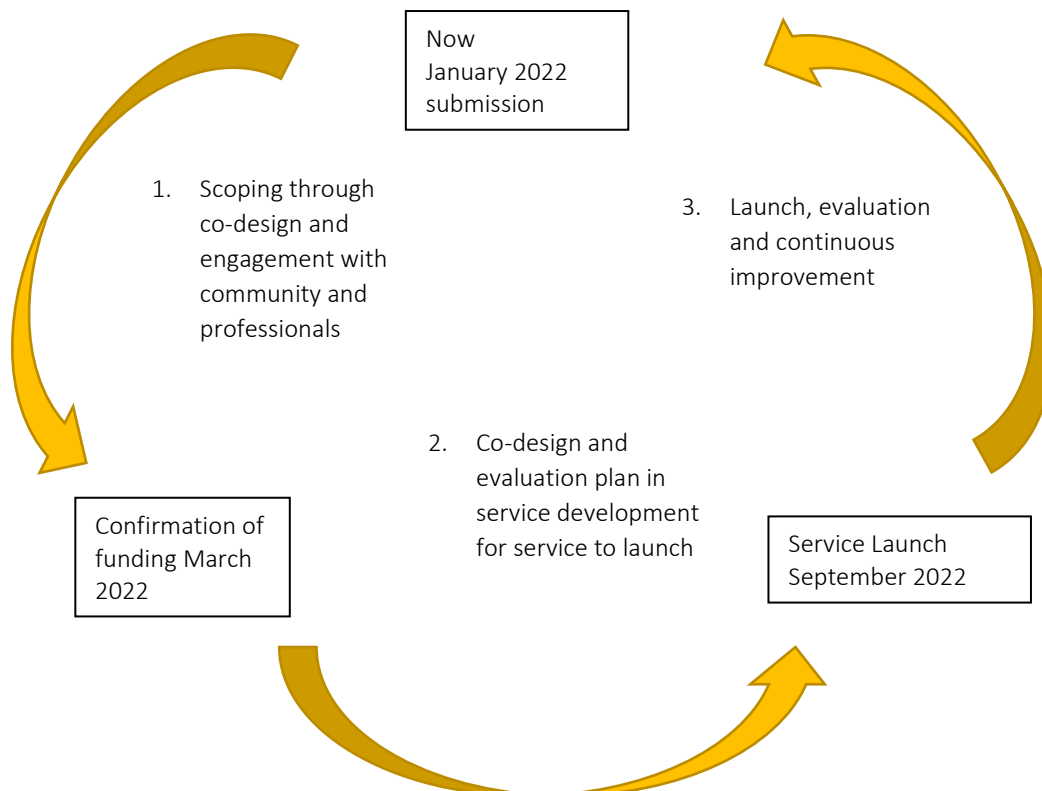 Now
January 2022
submission
1. Scoping through
co-design and
engagement with
community and
professionals
3. Launch, evaluation
and continuous
improvement
2. Co-design and
evaluation plan in
service development
for service to launch
Confirmation of
funding March
2022
Service Launch
September 2022